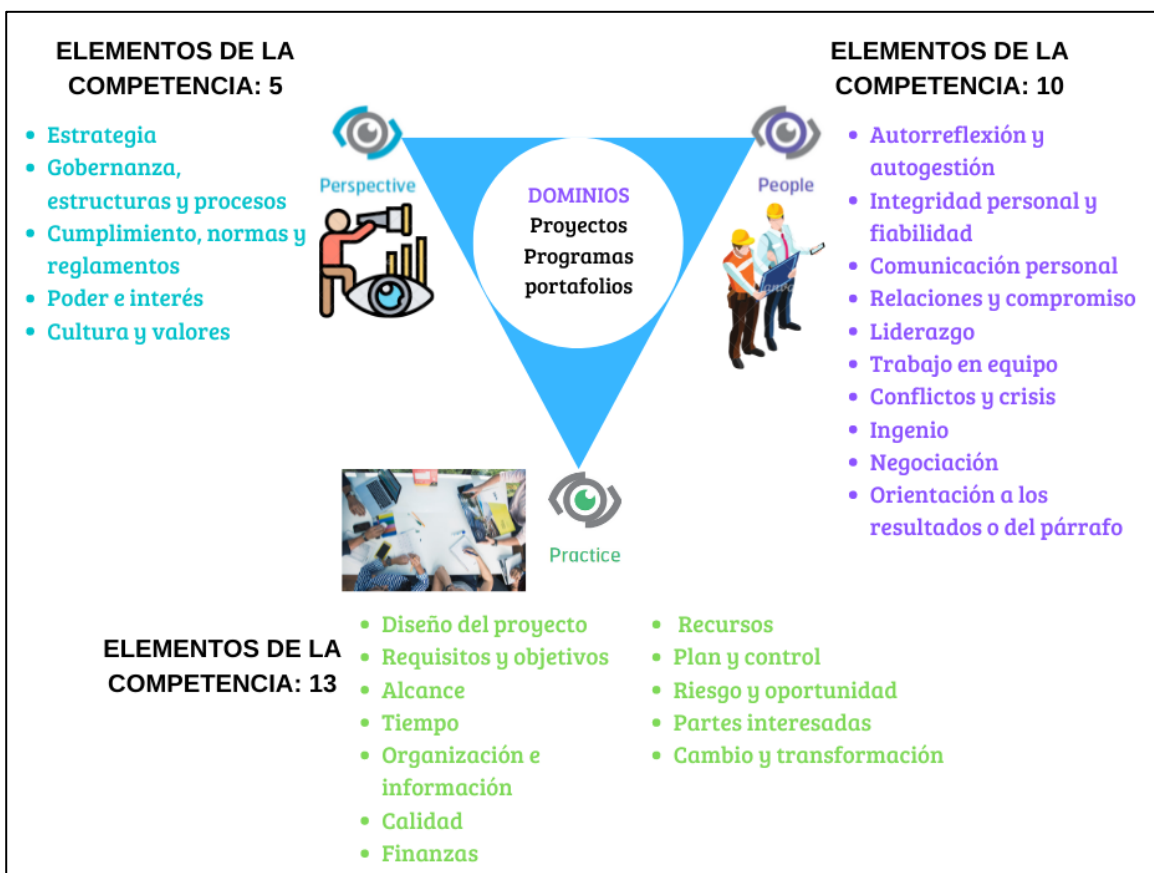 ELEMENTOS DE LA
COMPETENCIA: 5
• Estrategia
• Gobernanza,
estructuras y procesos
• Cumplimiento, normas y
reglamentos
• Poder e interés
• Cultura y valores
Perspective
DOMINIOS
Proyectos
Programas
portafolios
People
ELEMENTOS DE LA
COMPETENCIA: 10
• Autorreflexión y
autogestión
• Integridad personal y
fiabilidad
• Comunicación personal
• Relaciones y compromiso
• Liderazgo
• Trabajo en equipo
• Conflictos y crisis
• Ingenio
• Negociación
• Orientación a los
resultados o del párrafo
Practice
ELEMENTOS DE LA
COMPETENCIA: 13
• Diseño del proyecto
• Requisitos y objetivos
• Alcance
• Tiempo
• Organización e
información
• Calidad
• Finanzas
• Recursos
• Plan y control
• Riesgo y oportunidad
• Partes interesadas
• Cambio y transformación